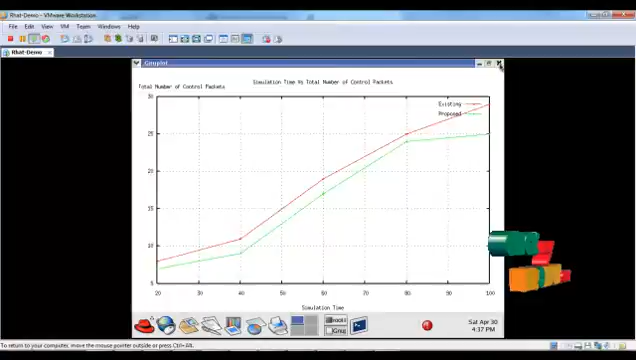 Rhat-Demo - VMware Workstation
File Edit View VM Team Windows Help
Rhat-Demo
Gnuplot
Simulation Time Vs Total Number of Control Packets
Total Number of Control Packets
30
Existing
Proposed
25
20
15
10
5
20 30 40 50 60 70 80 90 100
Simulation Time
Sat Apr 30
4:37 PM
To return to your computer, move the mouse pointer outside or press Ctrl+Alt.